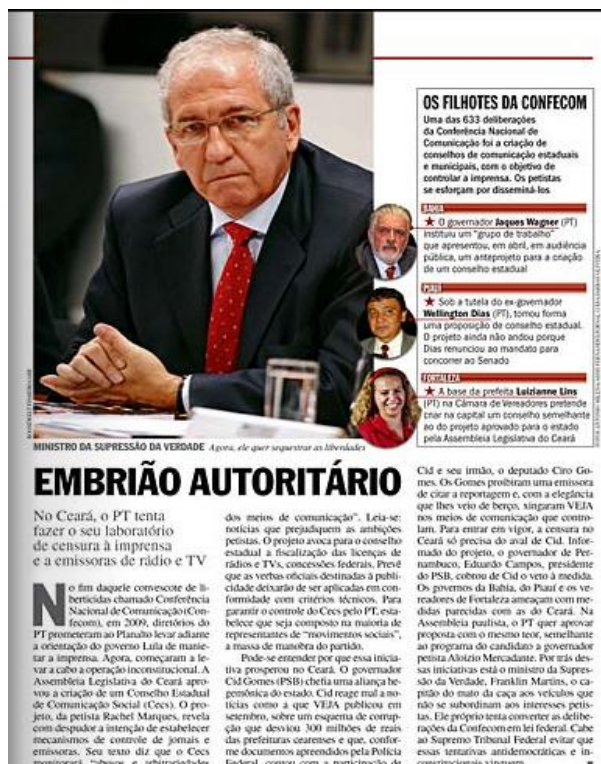 OS FILHOTES DA CONFECOM
Uma das 633 deliberações
da Conferência Nacional de
Comunicação foi a criação de
conselhos de comunicação estaduais
e municipais, com o objetivo de
controlar a imprensa. Os petistas
se esforçam por disseminá-los
BAHIA
★ O governador Jaques Wagner (PT)
instituiu um "grupo de trabalho"
que apresentou, em abril, em audiência
pública, um anteprojeto para a criação
de um conselho estadual
PIAUÍ
★ Sob a tutela do ex-governador
Wellington Dias (PT), tomou forma
uma proposição de conselho estadual.
O projeto ainda não andou porque
Dias renunciou ao mandato para
concorrer ao Senado
FORTALEZA
★ A base da prefeita Luizianne Lins
(PT) na Câmara de Vereadores pretende
criar na capital um conselho semelhante
ao do projeto aprovado para o estado
pela Assembleia Legislativa do Ceará
MINISTRO DA SUPRESSÃO DA VERDADE Agora, ele quer sequestrar as liberdades
EMBRIÃO AUTORITÁRIO
No Ceará, o PT tenta
fazer o seu laboratório
de censura à imprensa
e a emissoras de rádio e TV
No fim daquele convescote de li-
berticidas chamado Conferência
Nacional de Comunicação (Con-
fecom), em 2009, diretórios do
PT prometeram ao Planalto levar adiante
a orientação do governo Lula de manie-
tar a imprensa. Agora, começaram a le-
var a cabo a operação inconstitucional. A
Assembleia Legislativa do Ceará apro-
vou a criação de um Conselho Estadual
de Comunicação Social (Cecs). O pro-
jeto, da petista Rachel Marques, revela
com despudor a intenção de estabelecer
mecanismos de controle de jornais e
emissoras. Seu texto diz que o Cecs
monitorará "abusos e arbitrariedades
dos meios de comunicação". Leia-se:
notícias que prejudiquem as ambições
petistas. O projeto avoca para o conselho
estadual a fiscalização das licenças de
rádios e TVs, concessões federais. Prevê
que as verbas oficiais destinadas à publi-
cidade deixarão de ser aplicadas em con-
formidade com critérios técnicos. Para
garantir o controle do Cecs pelo PT, esta-
belece que seja composto na maioria de
representantes de "movimentos sociais",
a massa de manobra do partido.
Pode-se entender por que essa inicia-
tiva prosperou no Ceará. O governador
Cid Gomes (PSB) chefia uma aliança he-
gemônica do estado. Cid reage mal a no-
tícias como a que VEJA publicou em
setembro, sobre um esquema de corrup-
ção que desviou 300 milhões de reais
das prefeituras cearenses e que, confor-
me documentos apreendidos pela Polícia
Federal, contou com a participação de
Cid e seu irmão, o deputado Ciro Go-
mes. Os Gomes proibiram uma emissora
de citar a reportagem e, com a elegância
que lhes veio de berço, xingaram VEJA
nos meios de comunicação que contro-
lam. Para entrar em vigor, a censura no
Ceará só precisa do aval de Cid. Infor-
mado do projeto, o governador de Per-
nambuco, Eduardo Campos, presidente
do PSB, cobrou de Cid o veto à medida.
Os governos da Bahia, do Piauí e os ve-
readores de Fortaleza ameaçam com me-
didas parecidas com as do Ceará. Na
Assembleia paulista, o PT quer aprovar
proposta com o mesmo teor, semelhante
ao programa do candidato a governador
petista Aloizio Mercadante. Por trás des-
sas iniciativas está o ministro da Supres-
são da Verdade, Franklin Martins, o ca-
pitão do mato da caça aos veículos que
não se subordinam aos interesses petis-
tas. Ele próprio tenta converter as delibe-
rações da Confecom em lei federal. Cabe
ao Supremo Tribunal Federal evitar que
essas tentativas antidemocráticas e in-
constitucionais vinguem.